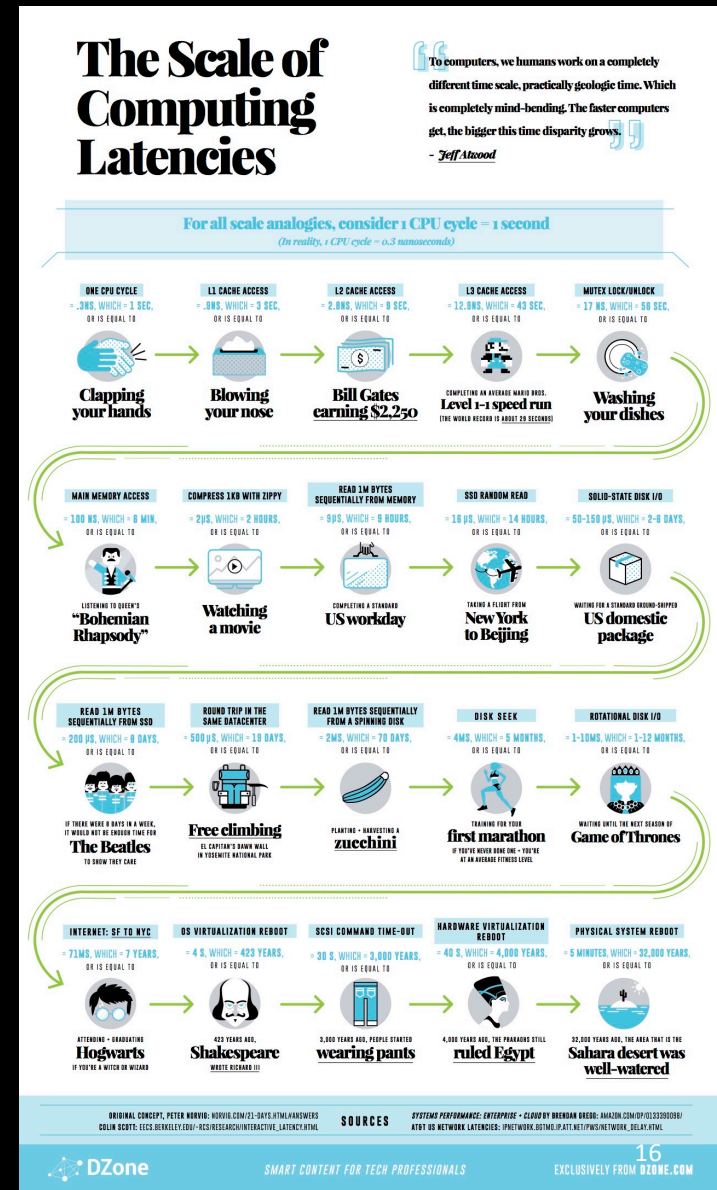 The Scale of
Computing
Latencies
To computers, we humans work on a completely
different time scale, practically geologic time. Which
is completely mind-bending. The faster computers
get, the bigger this time disparity grows.
- Jeff Atwood
For all scale analogies, consider 1 CPU cycle = 1 second
(In reality, 1 CPU cycle = 0.3 nanoseconds)
ONE CPU CYCLE
= .3NS, WHICH = 1 SEC,
OR IS EQUAL TO
Clapping
your hands
L1 CACHE ACCESS
= .9NS, WHICH = 3 SEC,
OR IS EQUAL TO
Blowing
your nose
L2 CACHE ACCESS
= 2.8NS, WHICH = 9 SEC,
OR IS EQUAL TO
$
Bill Gates
earning $2,250
L3 CACHE ACCESS
= 12.9NS, WHICH = 43 SEC,
OR IS EQUAL TO
COMPLETING AN AVERAGE MARIO BROS.
Level 1-1 speed run
(THE WORLD RECORD IS ABOUT 29 SECONDS)
MUTEX LOCK/UNLOCK
= 17 NS, WHICH = 56 SEC,
OR IS EQUAL TO
Washing
your dishes
MAIN MEMORY ACCESS
= 100 NS, WHICH = 6 MIN,
OR IS EQUAL TO
LISTENING TO QUEEN'S
“Bohemian
Rhapsody”
COMPRESS 1KB WITH ZIPPY
= 2µS, WHICH = 2 HOURS,
OR IS EQUAL TO
Watching
a movie
READ 1M BYTES
SEQUENTIALLY FROM MEMORY
= 9µS, WHICH = 9 HOURS,
OR IS EQUAL TO
COMPLETING A STANDARD
US workday
SSD RANDOM READ
= 16 µS, WHICH = 14 HOURS,
OR IS EQUAL TO
TAKING A FLIGHT FROM
New York
to Beijing
SOLID-STATE DISK I/O
= 50-150 µS, WHICH = 2-6 DAYS,
OR IS EQUAL TO
WAITING FOR A STANDARD GROUND-SHIPPED
US domestic
package
READ 1M BYTES
SEQUENTIALLY FROM SSD
= 200 µS, WHICH = 8 DAYS,
OR IS EQUAL TO
IF THERE WERE 8 DAYS IN A WEEK,
IT WOULD NOT BE ENOUGH TIME FOR
The Beatles
TO SHOW THEY CARE
ROUND TRIP IN THE
SAME DATACENTER
= 500 µS, WHICH = 19 DAYS,
OR IS EQUAL TO
Free climbing
EL CAPITAN'S DAWN WALL
IN YOSEMITE NATIONAL PARK
READ 1M BYTES SEQUENTIALLY
FROM A SPINNING DISK
= 2MS, WHICH = 70 DAYS,
OR IS EQUAL TO
PLANTING + HARVESTING A
zucchini
DISK SEEK
= 4MS, WHICH = 5 MONTHS,
OR IS EQUAL TO
TRAINING FOR YOUR
first marathon
IF YOU'VE NEVER DONE ONE + YOU'RE
AT AN AVERAGE FITNESS LEVEL
ROTATIONAL DISK I/O
= 1-10MS, WHICH = 1-12 MONTHS,
OR IS EQUAL TO
WAITING UNTIL THE NEXT SEASON OF
Game of Thrones
INTERNET: SF TO NYC
= 71MS, WHICH = 7 YEARS,
OR IS EQUAL TO
ATTENDING + GRADUATING
Hogwarts
IF YOU'RE A WITCH OR WIZARD
OS VIRTUALIZATION REBOOT
= 4 S, WHICH = 423 YEARS,
OR IS EQUAL TO
423 YEARS AGO,
Shakespeare
WROTE RICHARD III
SCSI COMMAND TIME-OUT
= 30 S, WHICH = 3,000 YEARS,
OR IS EQUAL TO
3,000 YEARS AGO, PEOPLE STARTED
wearing pants
HARDWARE VIRTUALIZATION
REBOOT
= 40 S, WHICH = 4,000 YEARS,
OR IS EQUAL TO
4,000 YEARS AGO, THE PHARAOHS STILL
ruled Egypt
PHYSICAL SYSTEM REBOOT
= 5 MINUTES, WHICH = 32,000 YEARS,
OR IS EQUAL TO
32,000 YEARS AGO, THE AREA THAT IS THE
Sahara desert was
well-watered
ORIGINAL CONCEPT, PETER NORVIG: NORVIG.COM/21-DAYS.HTML#ANSWERS
COLIN SCOTT: EECS.BERKELEY.EDU/~RCS/RESEARCH/INTERACTIVE_LATENCY.HTML
SOURCES
SYSTEMS PERFORMANCE: ENTERPRISE + CLOUD BY BRENDAN GREGG: AMAZON.COM/DP/0133390098/
AT&T US NETWORK LATENCIES: IPNETWORK.BGTMO.IP.ATT.NET/PWS/NETWORK_DELAY.HTML
DZone
SMART CONTENT FOR TECH PROFESSIONALS
16
EXCLUSIVELY FROM DZONE.COM